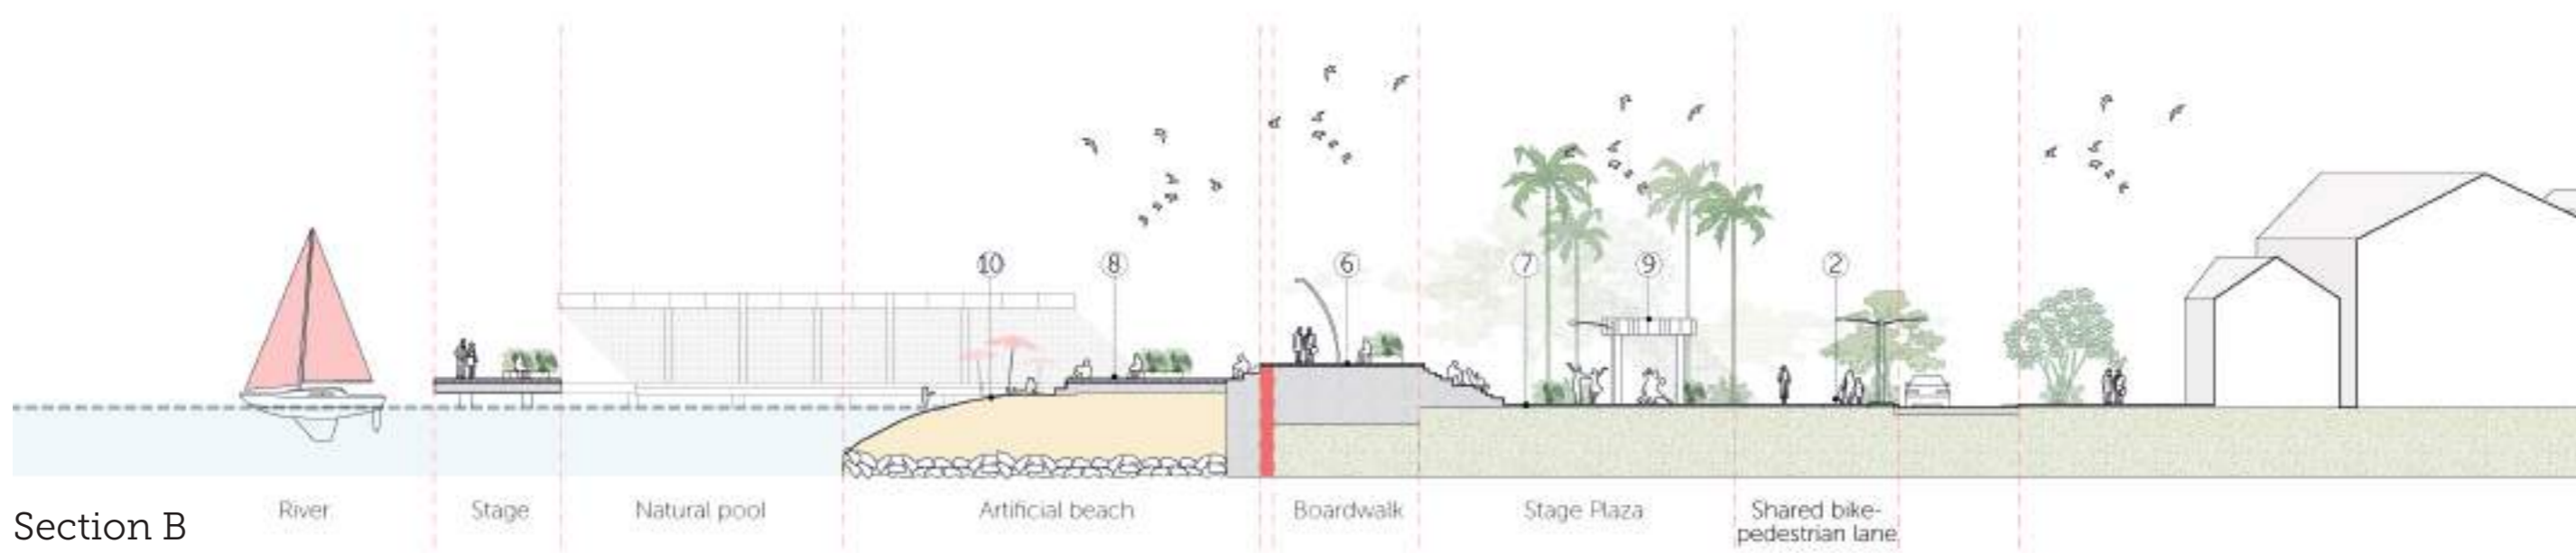 10
8
6
7
9
2
River
Stage
Natural pool
Artificial beach
Boardwalk
Stage Plaza
Shared bike-
pedestrian lane
Section B